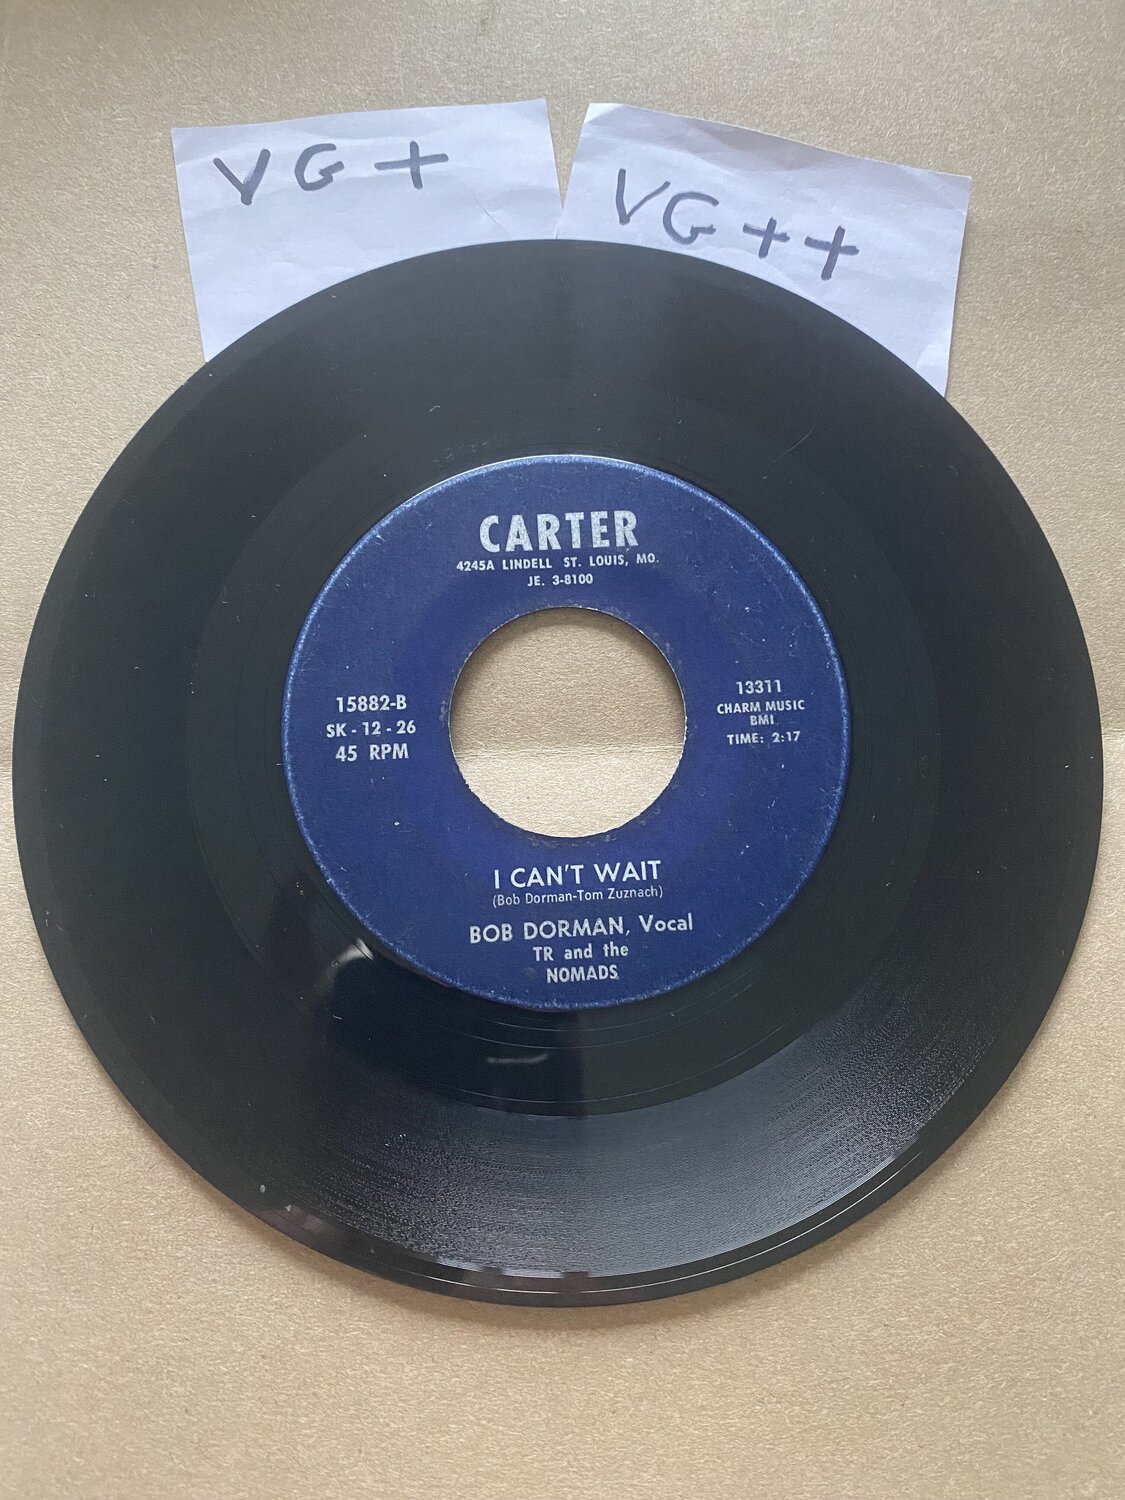 VG+
VG++
CARTER
4245A LINDELL ST. LOUIS, MO.
JE. 3-8100
15882-B
SK - 12 - 26
45 RPM
13311
CHARM MUSIC
BMI
TIME: 2:17
I CAN'T WAIT
(Bob Dorman-Tom Zuznach)
BOB DORMAN, Vocal
TR and the
NOMADS